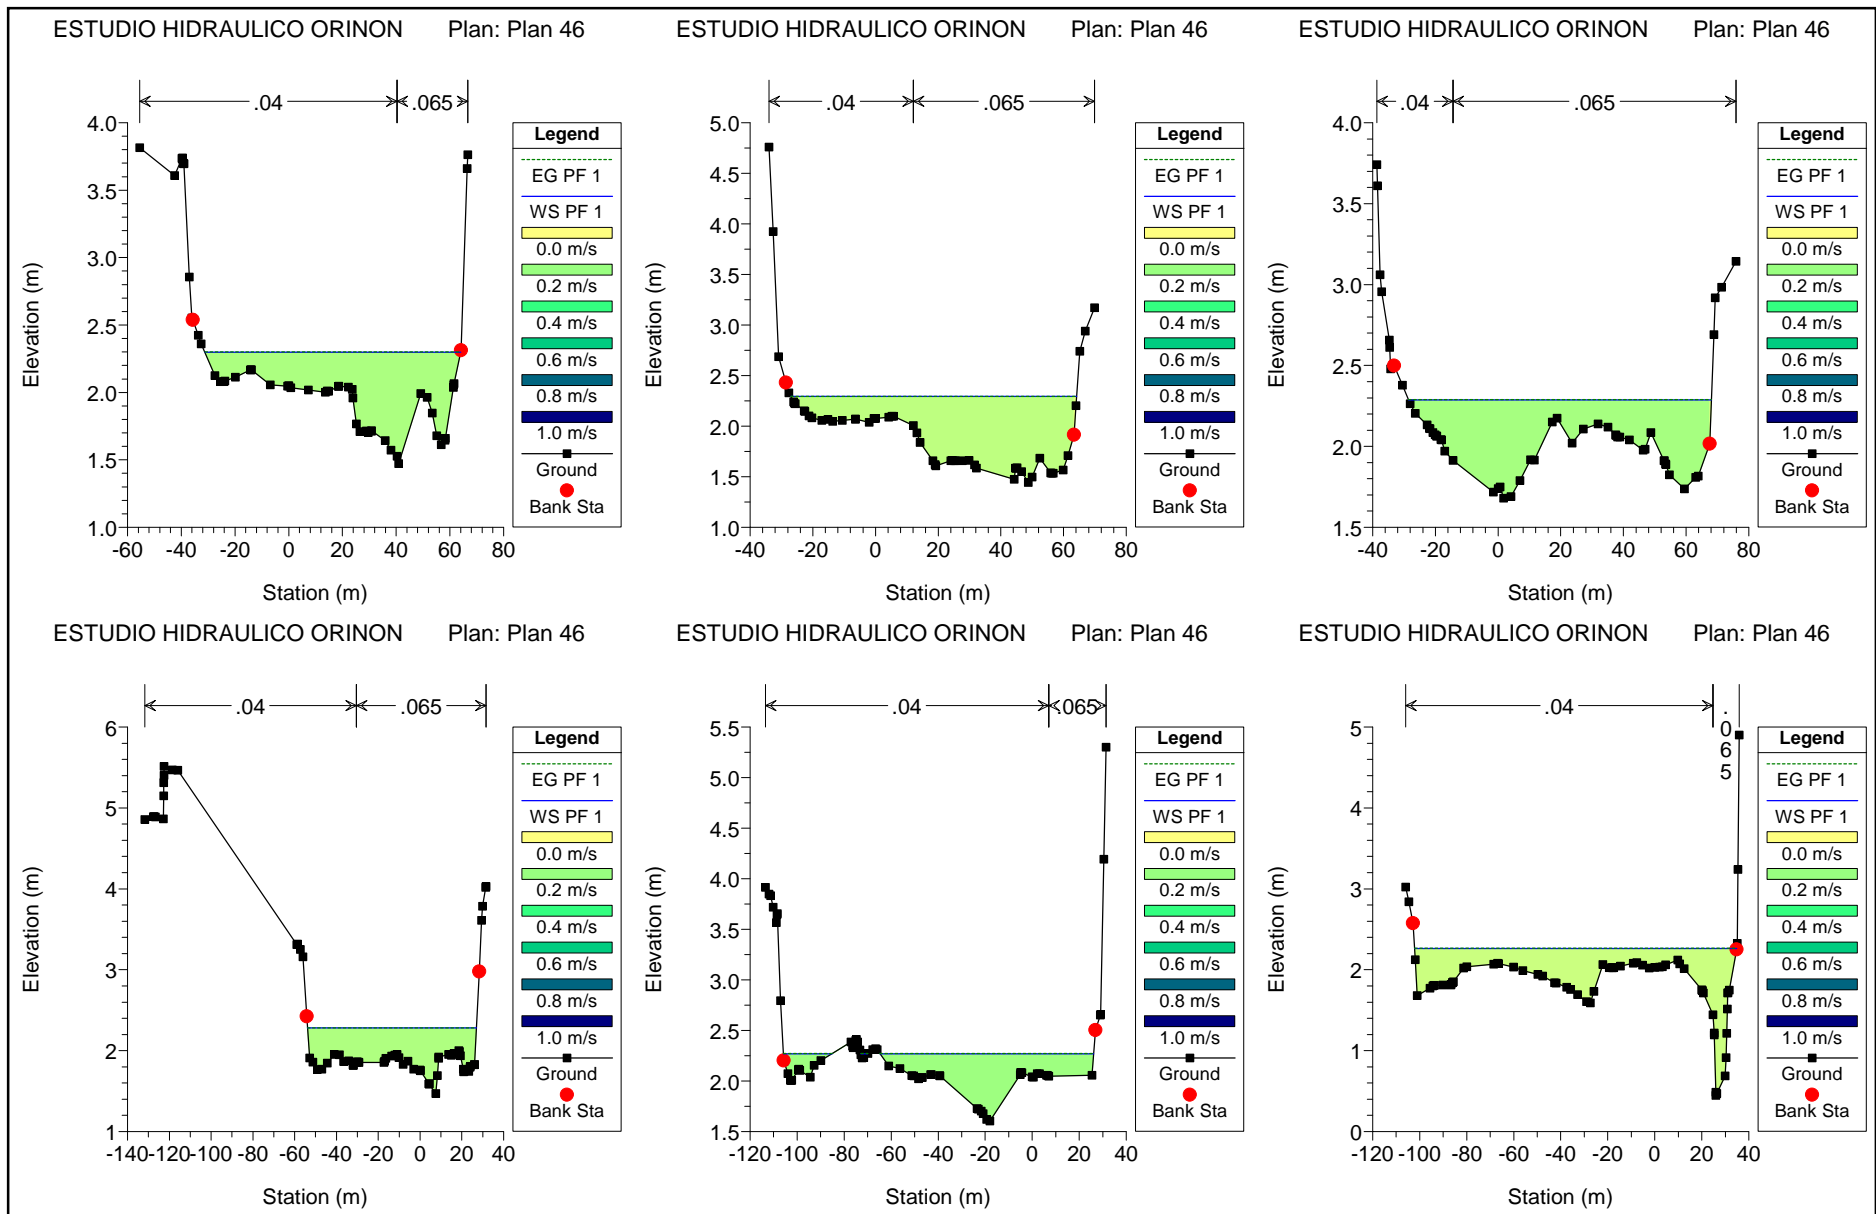 ESTUDIO HIDRAULICO ORINON Plan: Plan 46
.04 .065
Elevation (m)
4.0
3.5
3.0
2.5
2.0
1.5
1.0
-60 -40 -20 0 20 40 60 80
Station (m)
Legend
EG PF 1
WS PF 1
0.0 m/s
0.2 m/s
0.4 m/s
0.6 m/s
0.8 m/s
1.0 m/s
Ground
Bank Sta
ESTUDIO HIDRAULICO ORINON Plan: Plan 46
.04 .065
Elevation (m)
5.0
4.5
4.0
3.5
3.0
2.5
2.0
1.5
1.0
-40 -20 0 20 40 60 80
Station (m)
Legend
EG PF 1
WS PF 1
0.0 m/s
0.2 m/s
0.4 m/s
0.6 m/s
0.8 m/s
1.0 m/s
Ground
Bank Sta
ESTUDIO HIDRAULICO ORINON Plan: Plan 46
.04 .065
Elevation (m)
4.0
3.5
3.0
2.5
2.0
1.5
-40 -20 0 20 40 60 80
Station (m)
Legend
EG PF 1
WS PF 1
0.0 m/s
0.2 m/s
0.4 m/s
0.6 m/s
0.8 m/s
1.0 m/s
Ground
Bank Sta
ESTUDIO HIDRAULICO ORINON Plan: Plan 46
.04 .065
Elevation (m)
6
5
4
3
2
1
-140 -120 -100 -80 -60 -40 -20 0 20 40
Station (m)
Legend
EG PF 1
WS PF 1
0.0 m/s
0.2 m/s
0.4 m/s
0.6 m/s
0.8 m/s
1.0 m/s
Ground
Bank Sta
ESTUDIO HIDRAULICO ORINON Plan: Plan 46
.04 .065
Elevation (m)
5.5
5.0
4.5
4.0
3.5
3.0
2.5
2.0
1.5
-120 -100 -80 -60 -40 -20 0 20 40
Station (m)
Legend
EG PF 1
WS PF 1
0.0 m/s
0.2 m/s
0.4 m/s
0.6 m/s
0.8 m/s
1.0 m/s
Ground
Bank Sta
ESTUDIO HIDRAULICO ORINON Plan: Plan 46
.04 .
0
6
5
Elevation (m)
5
4
3
2
1
0
-120 -100 -80 -60 -40 -20 0 20 40
Station (m)
Legend
EG PF 1
WS PF 1
0.0 m/s
0.2 m/s
0.4 m/s
0.6 m/s
0.8 m/s
1.0 m/s
Ground
Bank Sta